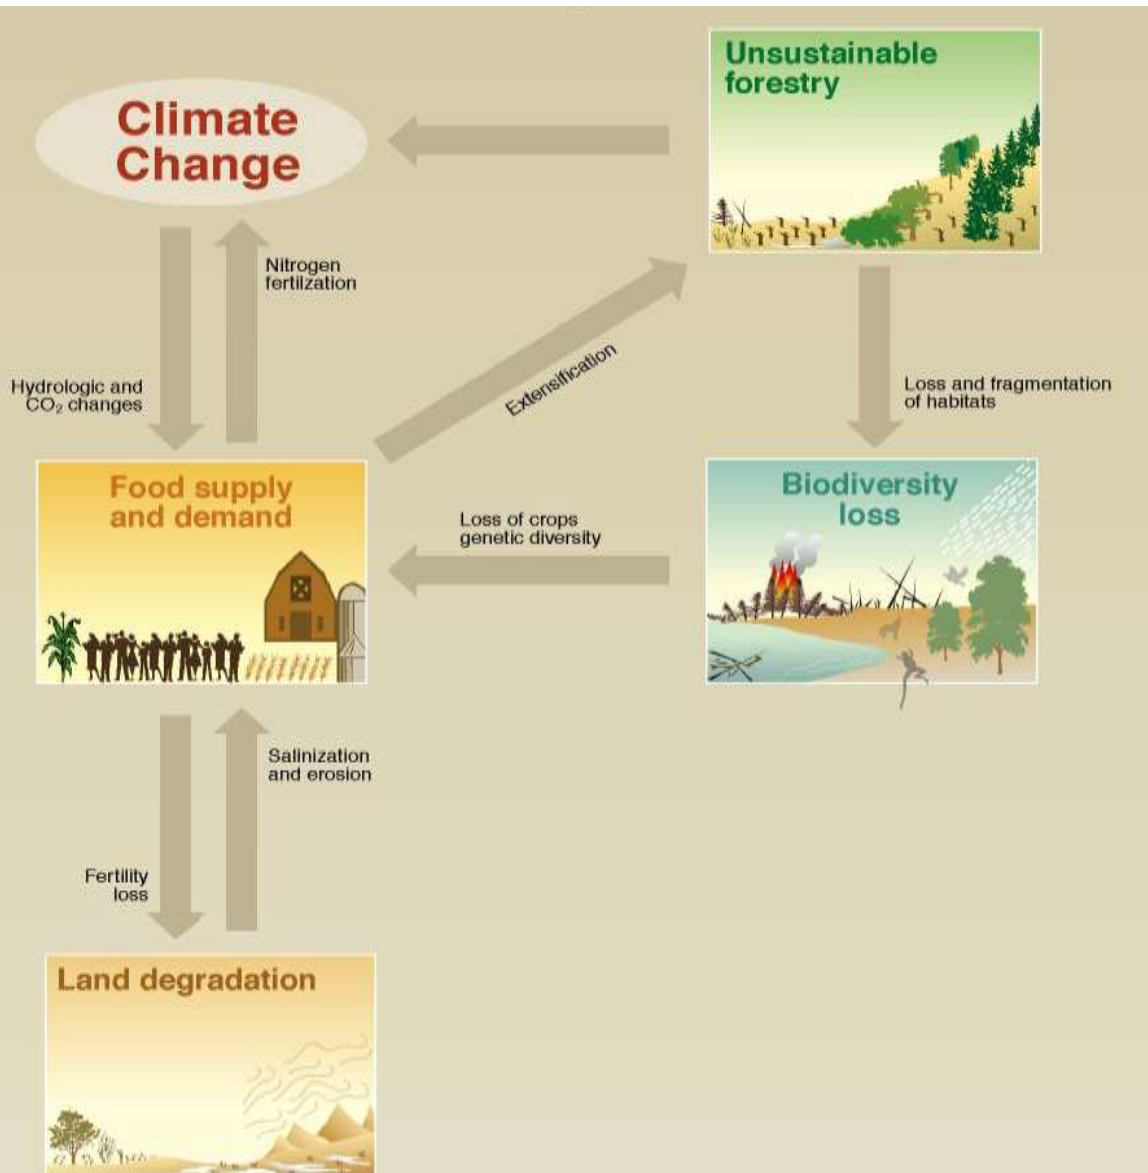 Unsustainable
forestry
Climate
Change
Nitrogen
fertilzation
Extensification
Hydrologic and
CO₂ changes
Loss and fragmentation
of habitats
Food supply
and demand
Biodiversity
loss
Loss of crops
genetic diversity
Salinization
and erosion
Fertility
loss
Land degradation